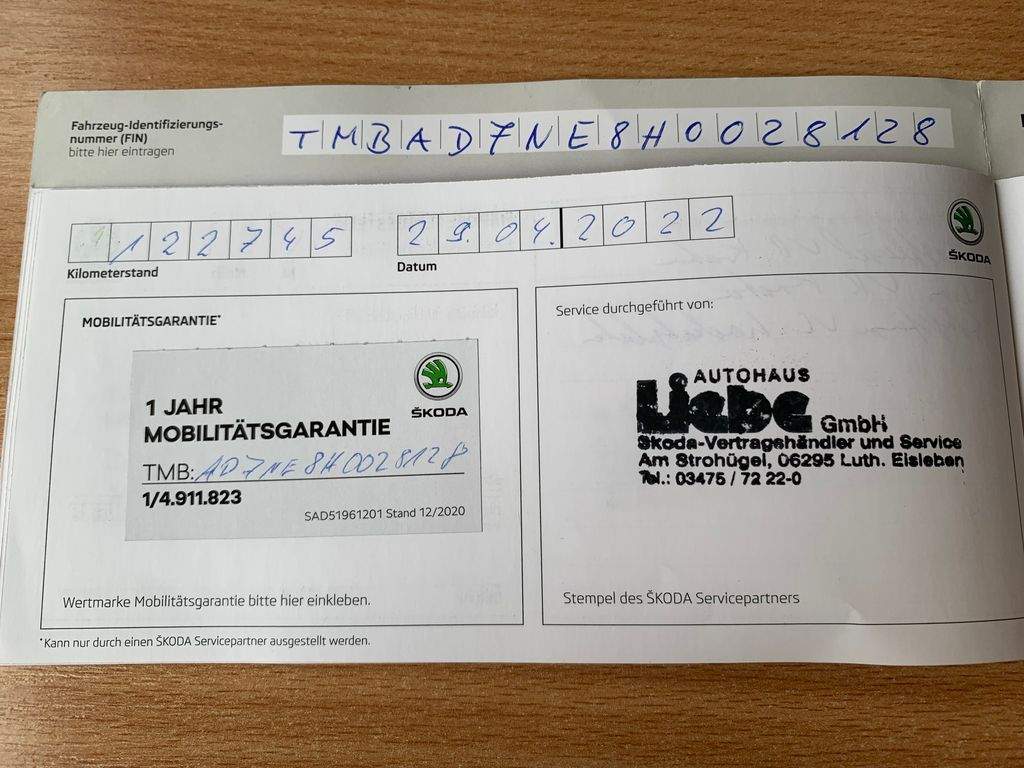 Fahrzeug-Identifizierungs-
nummer (FIN)
bitte hier eintragen
TMBAD7NE8H0028128
122745
Kilometerstand
29.04.2022
Datum
ŠKODA
MOBILITÄTSGARANTIE*
ŠKODA
1 JAHR
MOBILITÄTSGARANTIE
TMB: AD7NE8H0028128
1/4.911.823
SAD51961201 Stand 12/2020
Wertmarke Mobilitätsgarantie bitte hier einkleben.
Service durchgeführt von:
AUTOHAUS
Liebe GmbH
Skoda-Vertragshändler und Service
Am Strohügel, 06295 Luth. Eisleben
Tel.: 03475 / 72 22-0
Stempel des ŠKODA Servicepartners
*Kann nur durch einen ŠKODA Servicepartner ausgestellt werden.